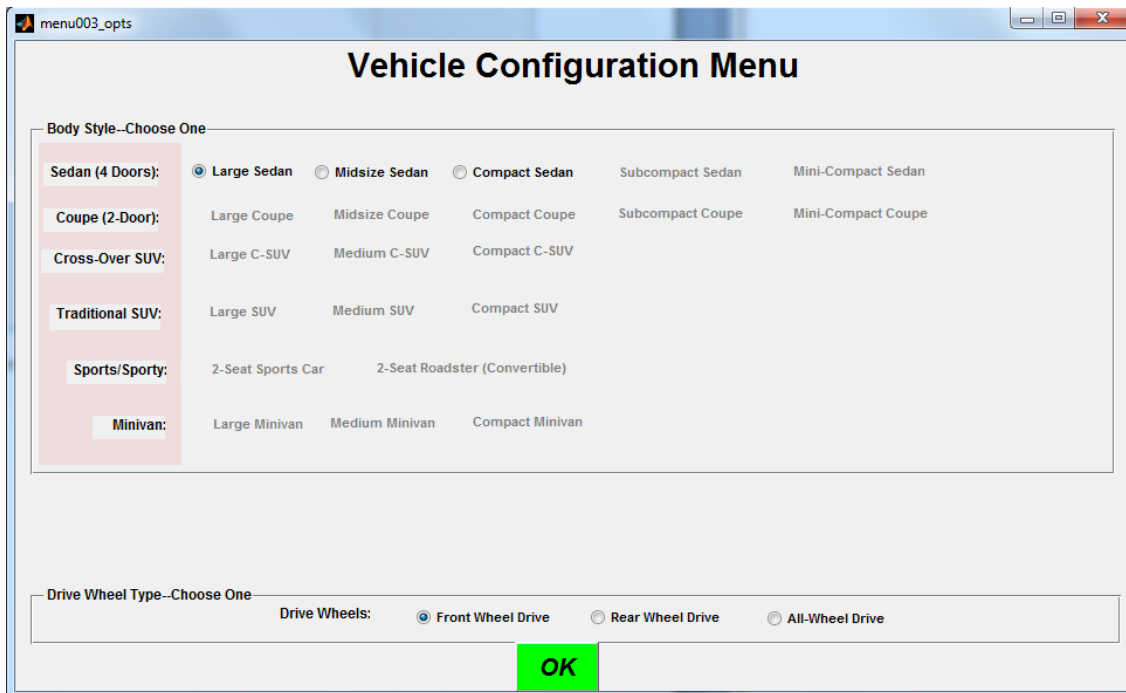 menu003_opts
Vehicle Configuration Menu
Body Style--Choose One
Sedan (4 Doors): Large Sedan Midsize Sedan Compact Sedan Subcompact Sedan Mini-Compact Sedan
Coupe (2-Door): Large Coupe Midsize Coupe Compact Coupe Subcompact Coupe Mini-Compact Coupe
Cross-Over SUV: Large C-SUV Medium C-SUV Compact C-SUV
Traditional SUV: Large SUV Medium SUV Compact SUV
Sports/Sporty: 2-Seat Sports Car 2-Seat Roadster (Convertible)
Minivan: Large Minivan Medium Minivan Compact Minivan
Drive Wheel Type--Choose One
Drive Wheels: Front Wheel Drive Rear Wheel Drive All-Wheel Drive
OK